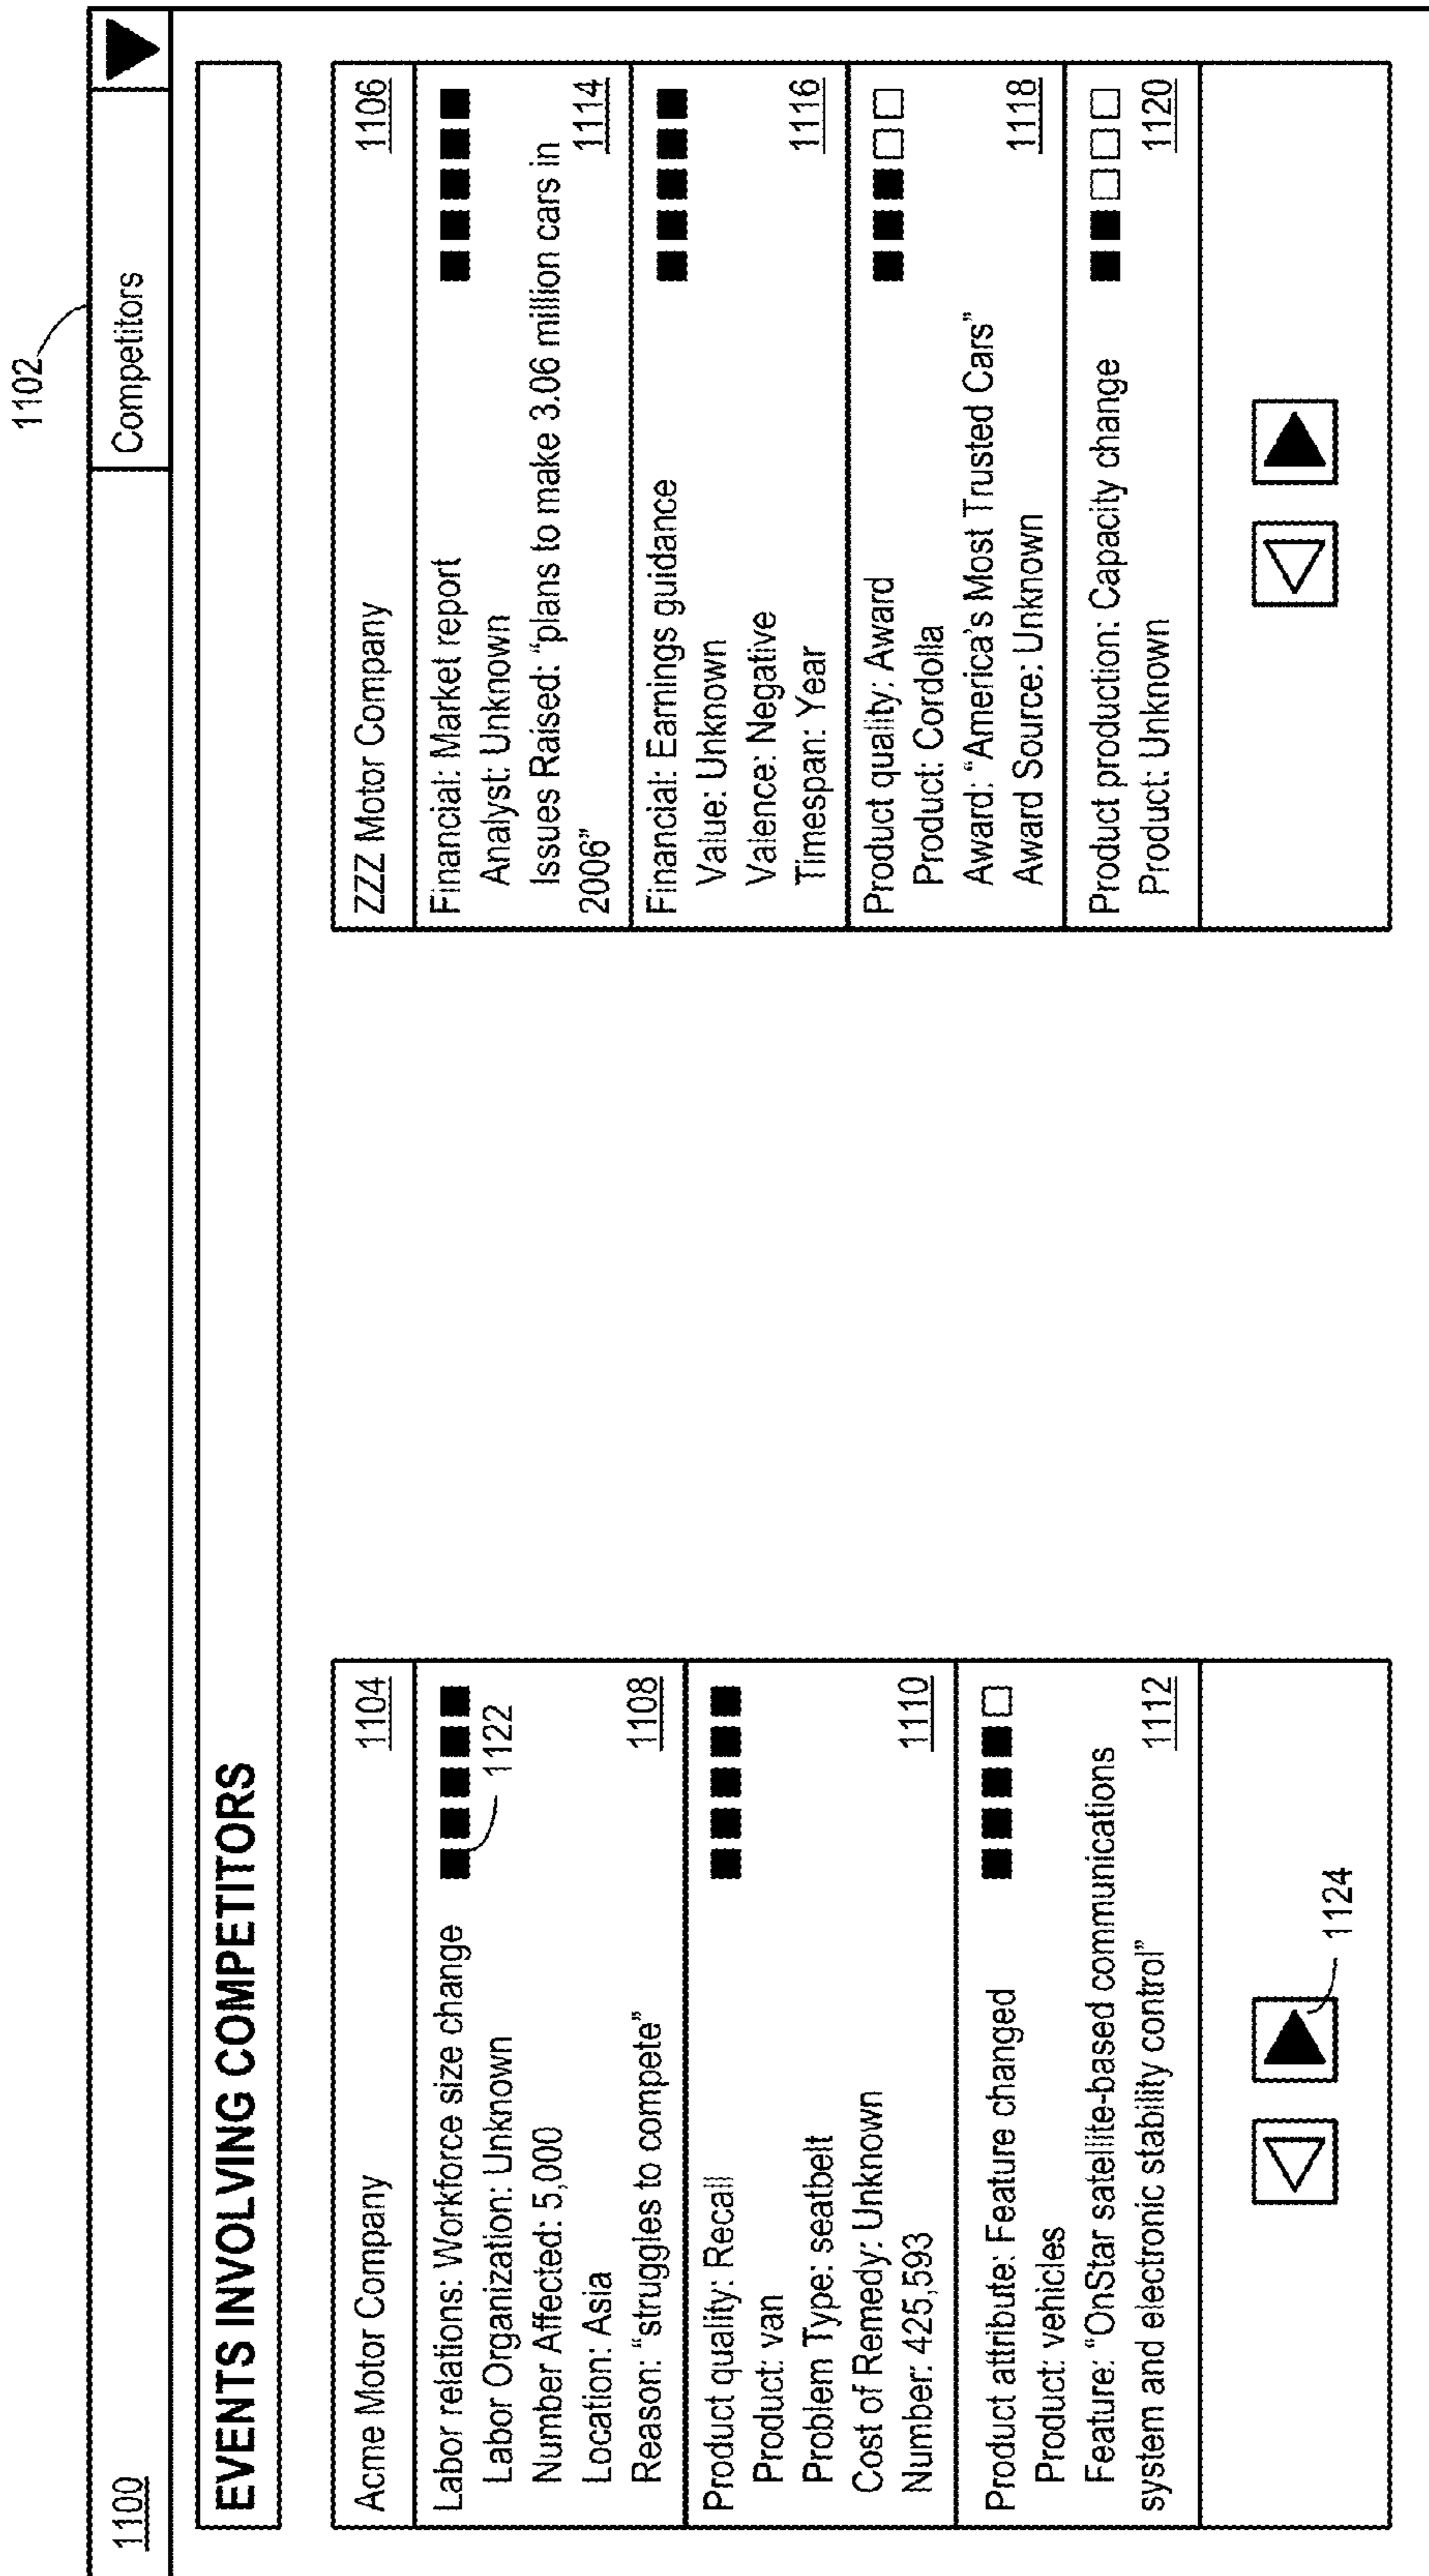 1100
1102
Competitors
EVENTS INVOLVING COMPETITORS
Acme Motor Company
1104
Labor relations: Workforce size change
1122
Labor Organization: Unknown
Number Affected: 5,000
Location: Asia
Reason: “struggles to compete”
1108
Product quality: Recall
Product: van
Problem Type: seatbelt
Cost of Remedy: Unknown
Number: 425,593
1110
Product attribute: Feature changed
Product: vehicles
Feature: “OnStar satellite-based communications
system and electronic stability control”
1112
1124
ZZZ Motor Company
1106
Financial: Market report
Analyst: Unknown
Issues Raised: “plans to make 3.06 million cars in
2006”
1114
Financial: Earnings guidance
Value: Unknown
Valence: Negative
Timespan: Year
1116
Product quality: Award
Product: Cordolla
Award: “America’s Most Trusted Cars”
Award Source: Unknown
1118
Product production: Capacity change
Product: Unknown
1120